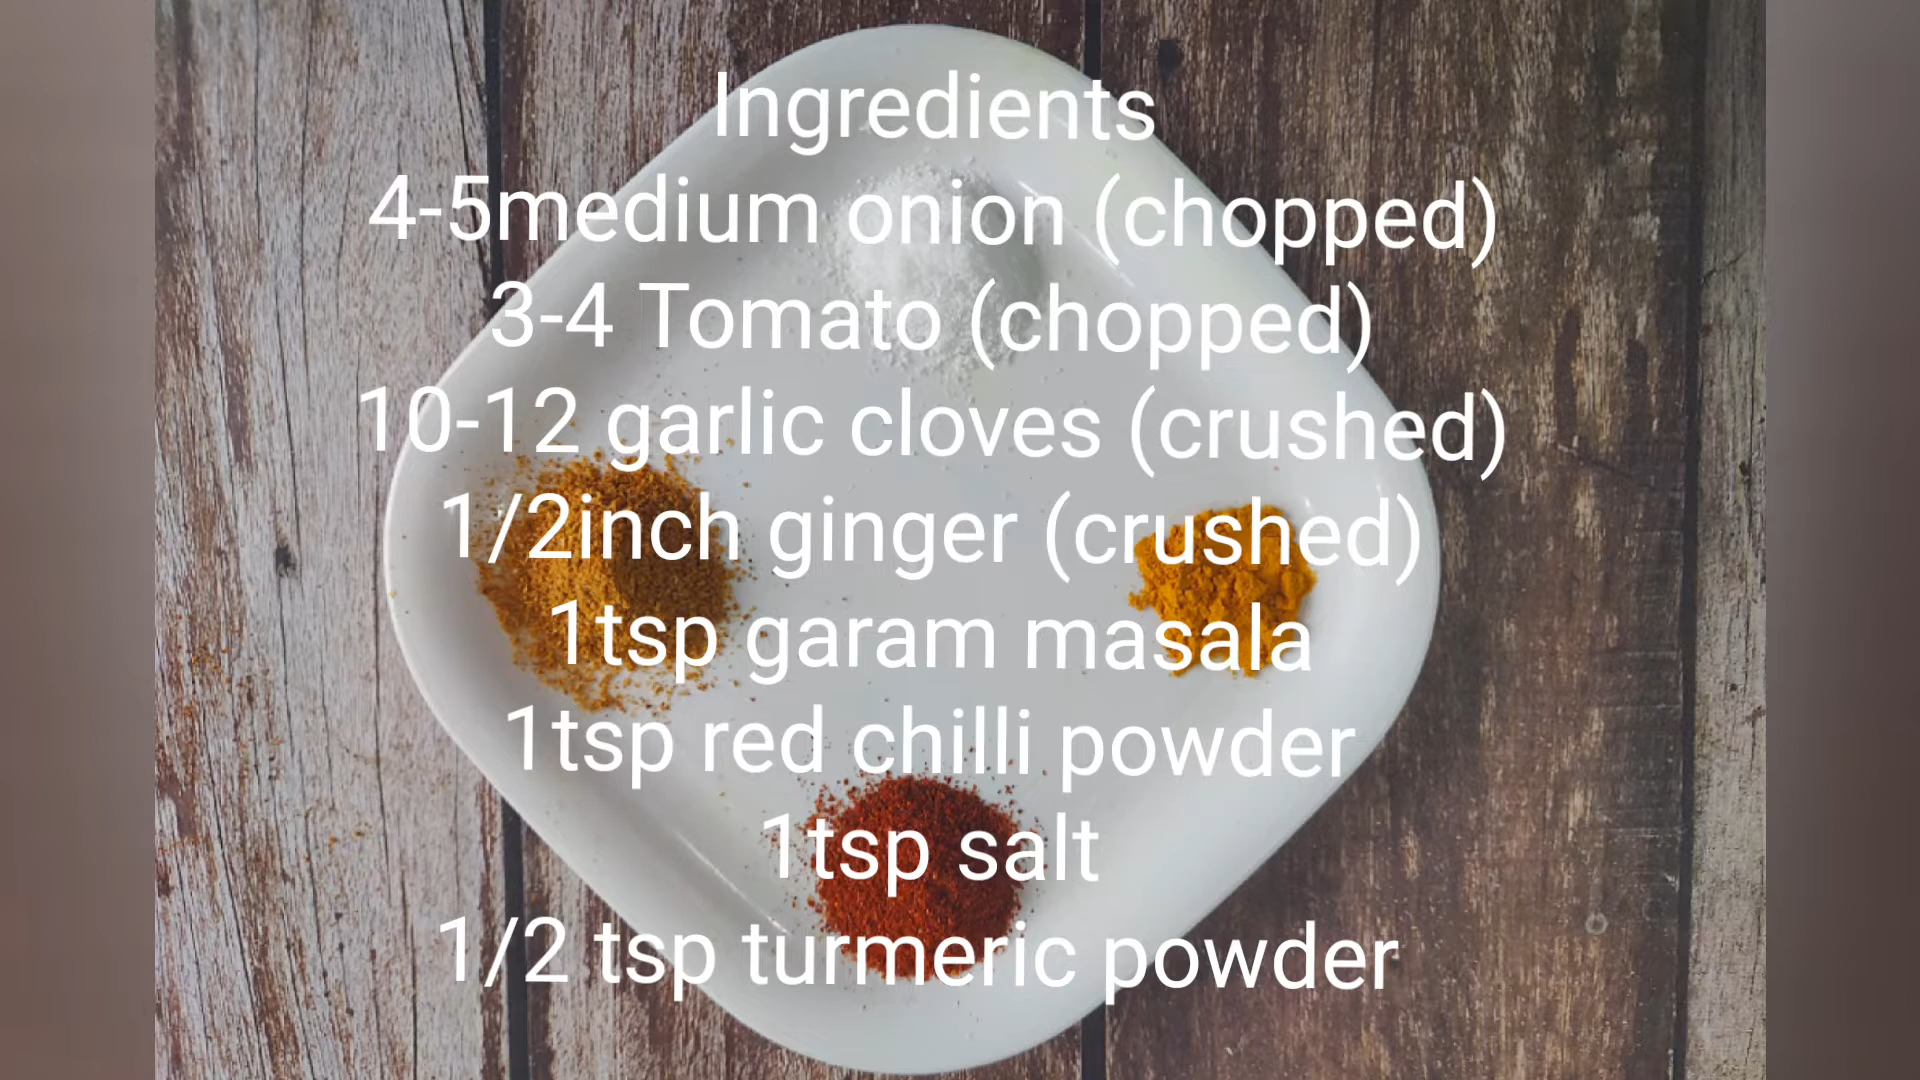 Ingredients
4-5medium onion (chopped)
3-4 Tomato (chopped)
10-12 garlic cloves (crushed)
1/2inch ginger (crushed)
1tsp garam masala
1tsp red chilli powder
1tsp salt
1/2 tsp turmeric powder